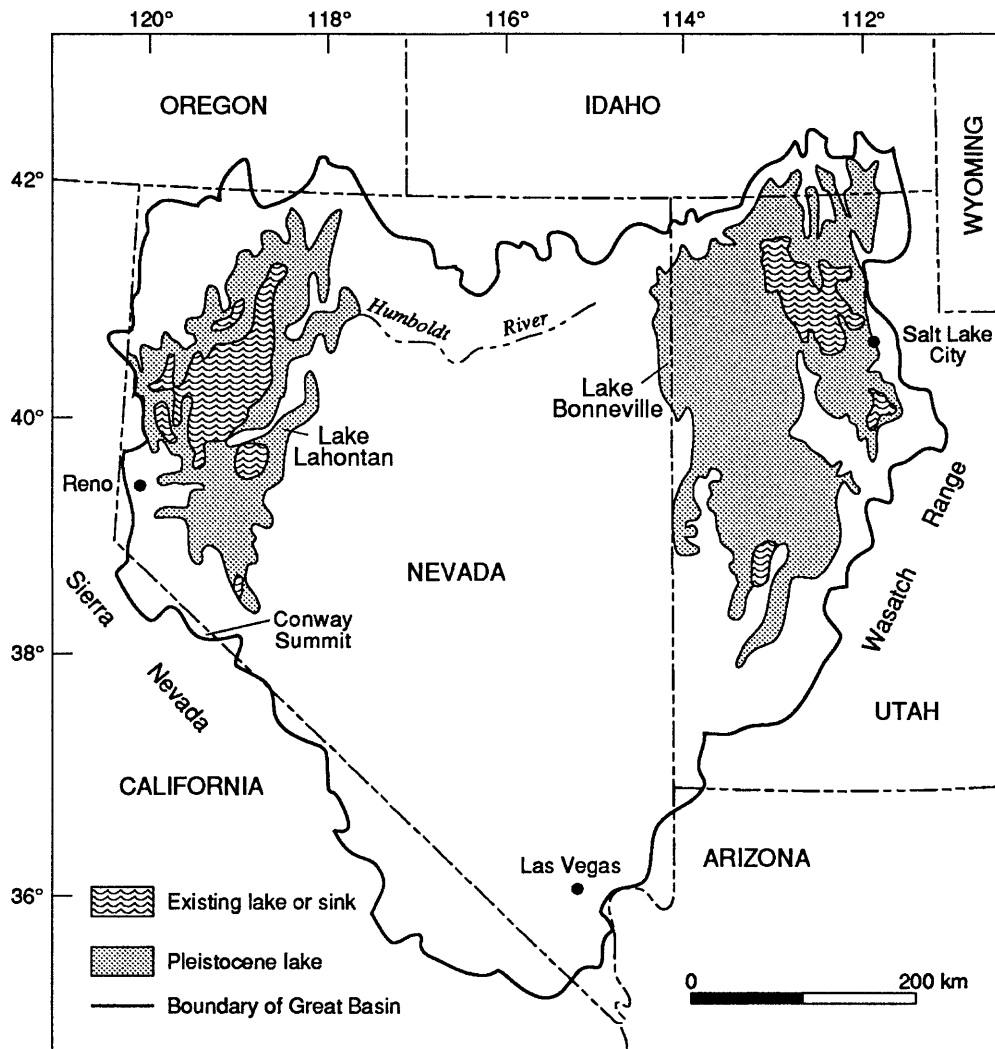 120°
118°
116°
114°
112°
OREGON
IDAHO
WYOMING
42°
Humboldt
River
Salt Lake
City
Lake
Bonneville
40°
Lake
Lahontan
Reno
Range
NEVADA
Wasatch
Sierra
Conway
Summit
38°
Nevada
UTAH
CALIFORNIA
ARIZONA
Las Vegas
36°
Existing lake or sink
Pleistocene lake
0
200 km
Boundary of Great Basin